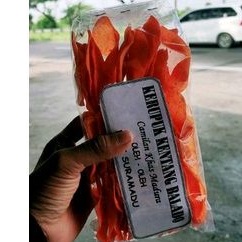 KERUPUK KENTANG BALADO
Camilan Khas Madura
OLEH - OLEH
- SURAMADU